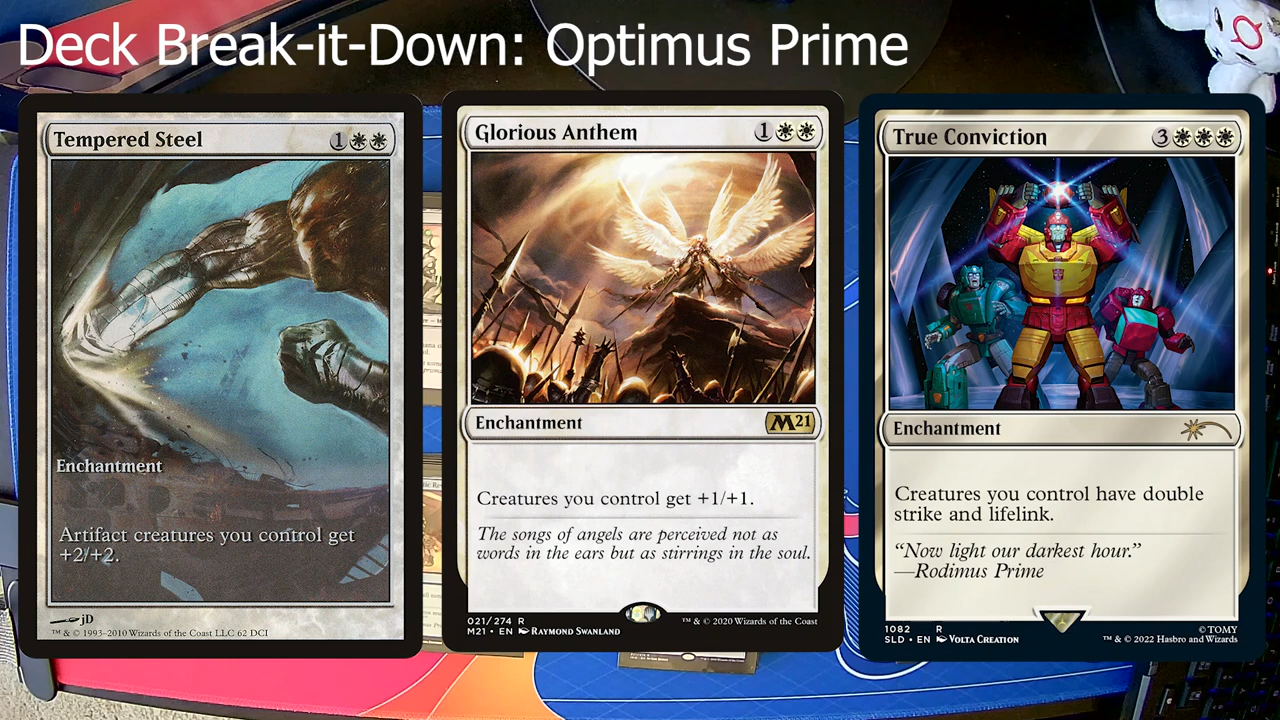 Deck Break-it-Down: Optimus Prime
Tempered Steel 1
Enchantment
Artifact creatures you control get
+2/+2.
jD
™ & © 1993–2010 Wizards of the Coast LLC 62 DCI
Glorious Anthem 1
Enchantment M21
Creatures you control get +1/+1.
The songs of angels are perceived not as
words in the ears but as stirrings in the soul.
021/274 R
M21 • EN Raymond Swanland
™ & © 2020 Wizards of the Coast
True Conviction 3
Enchantment
Creatures you control have double
strike and lifelink.
“Now light our darkest hour.”
—Rodimus Prime
1082 R
SLD • EN Volta Creation
© TOMY
™ & © 2022 Hasbro and Wizards